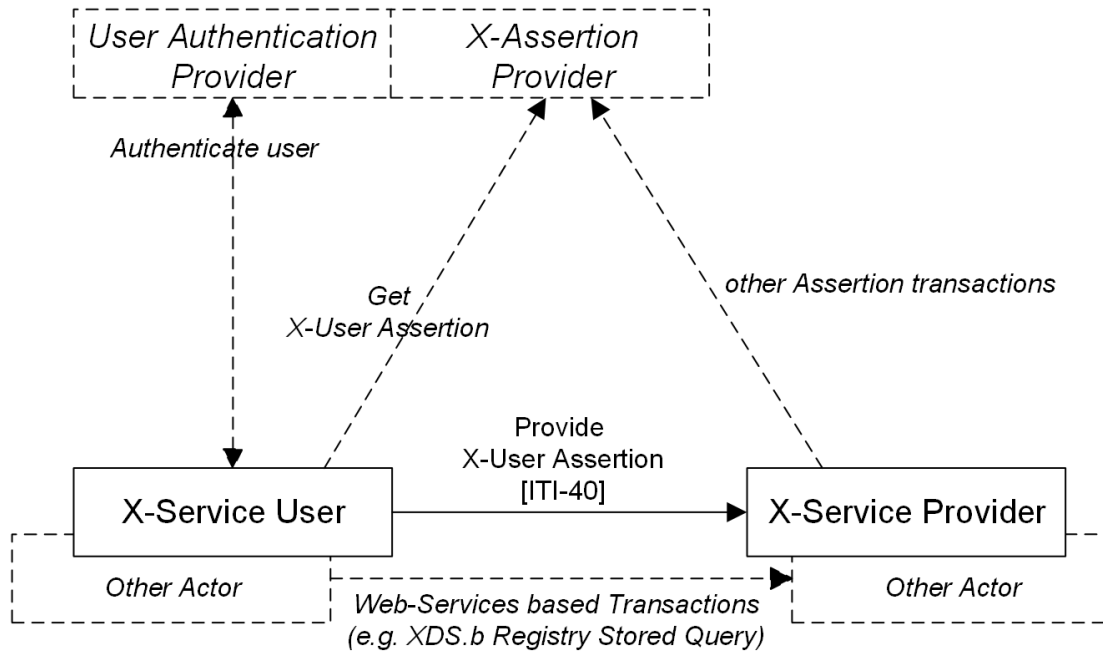 User Authentication
Provider
X-Assertion
Provider
Authenticate user
Get
X-User Assertion
other Assertion transactions
Provide
X-User Assertion
[ITI-40]
X-Service User
X-Service Provider
Other Actor
Other Actor
Web-Services based Transactions
(e.g. XDS.b Registry Stored Query)